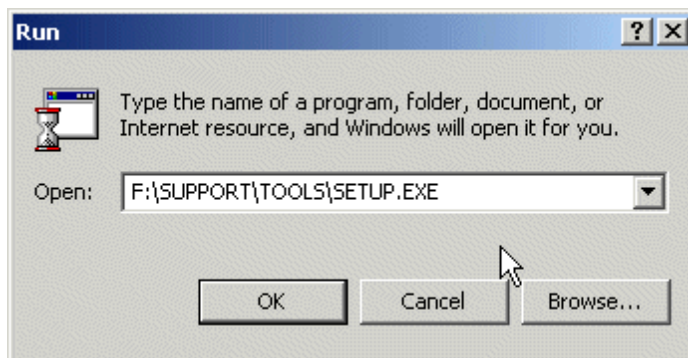 Run
Type the name of a program, folder, document, or
Internet resource, and Windows will open it for you.
Open: F:\SUPPORT\TOOLS\SETUP.EXE
OK Cancel Browse...